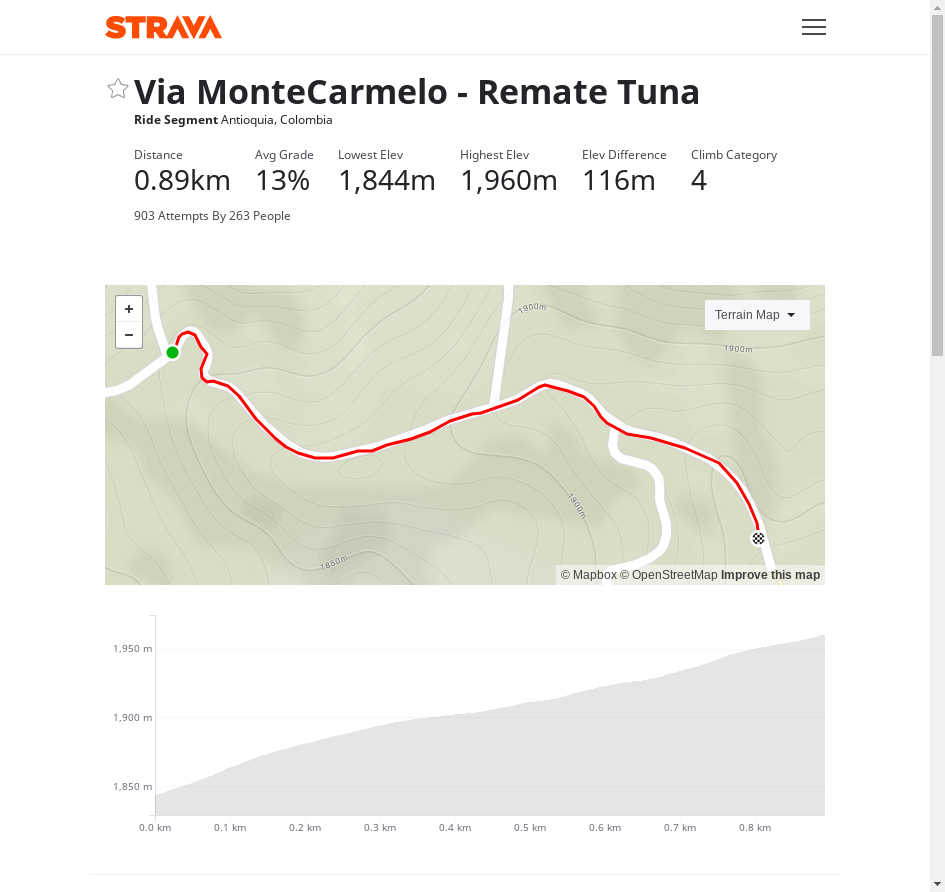 STRAVA
Via MonteCarmelo - Remate Tuna
Ride Segment Antioquia, Colombia
Distance Avg Grade Lowest Elev Highest Elev Elev Difference Climb Category
0.89km 13% 1,844m 1,960m 116m 4
903 Attempts By 263 People
+
−
Terrain Map
1900m
1900m
1900m
1850m
© Mapbox © OpenStreetMap Improve this map
1,950 m
1,900 m
1,850 m
0.0 km 0.1 km 0.2 km 0.3 km 0.4 km 0.5 km 0.6 km 0.7 km 0.8 km